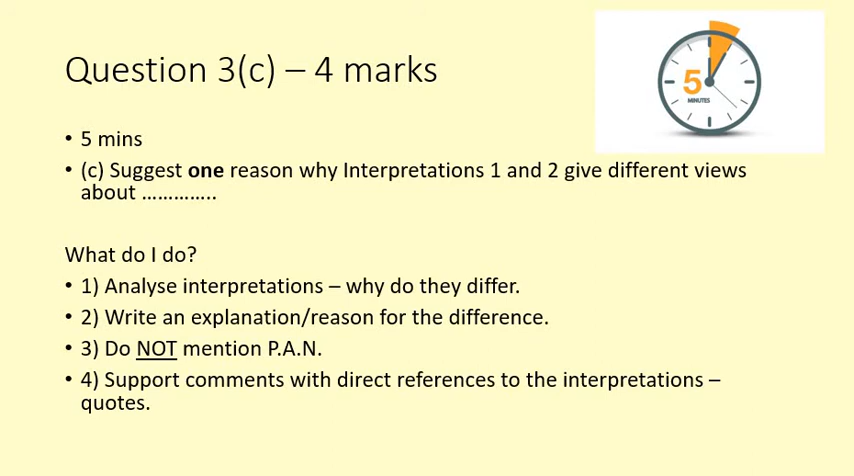 Question 3(c) – 4 marks
5
MINUTES
• 5 mins
• (c) Suggest one reason why Interpretations 1 and 2 give different views
about …………..
What do I do?
• 1) Analyse interpretations – why do they differ.
• 2) Write an explanation/reason for the difference.
• 3) Do NOT mention P.A.N.
• 4) Support comments with direct references to the interpretations –
quotes.